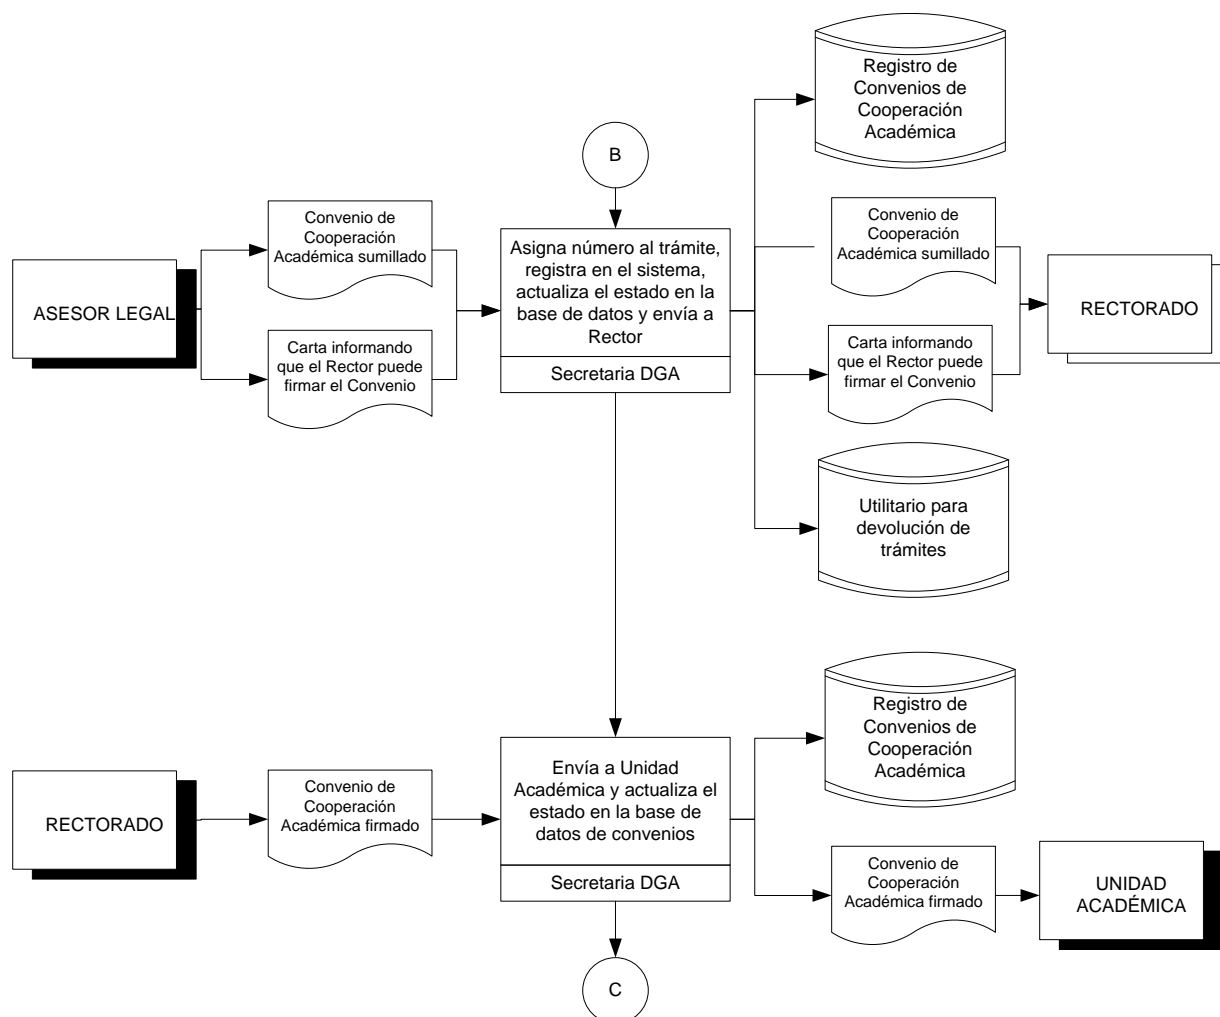 Registro de
Convenios de
Cooperación
Académica
B
Convenio de
Cooperación
Académica sumillado
ASESOR LEGAL
Carta informando
que el Rector puede
firmar el Convenio
Asigna número al trámite,
registra en el sistema,
actualiza el estado en la
base de datos y envía a
Rector
Secretaria DGA
Convenio de
Cooperación
Académica sumillado
Carta informando
que el Rector puede
firmar el Convenio
RECTORADO
Utilitario para
devolución de
trámites
Registro de
Convenios de
Cooperación
Académica
RECTORADO
Convenio de
Cooperación
Académica firmado
Envía a Unidad
Académica y actualiza el
estado en la base de
datos de convenios
Secretaria DGA
Convenio de
Cooperación
Académica firmado
UNIDAD
ACADÉMICA
C